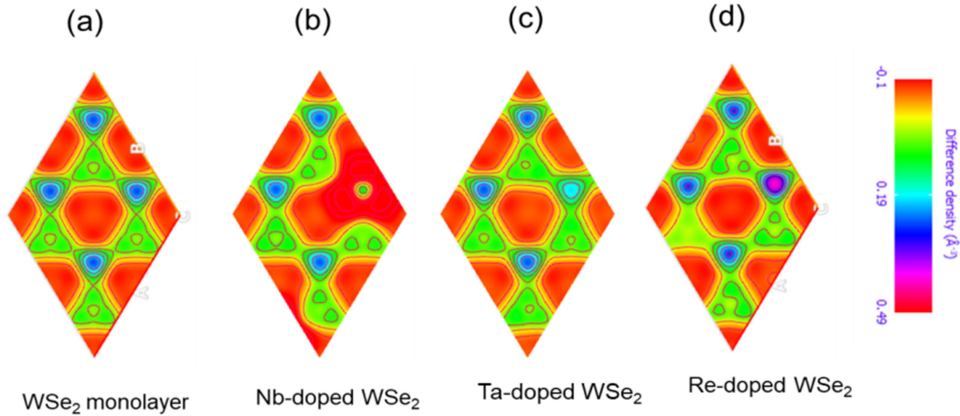 (a) (b) (c) (d)
B
B
C
C
A
A
-0.1
0.19
0.49
Difference density (Å⁻³)
WSe₂ monolayer
Nb-doped WSe₂
Ta-doped WSe₂
Re-doped WSe₂